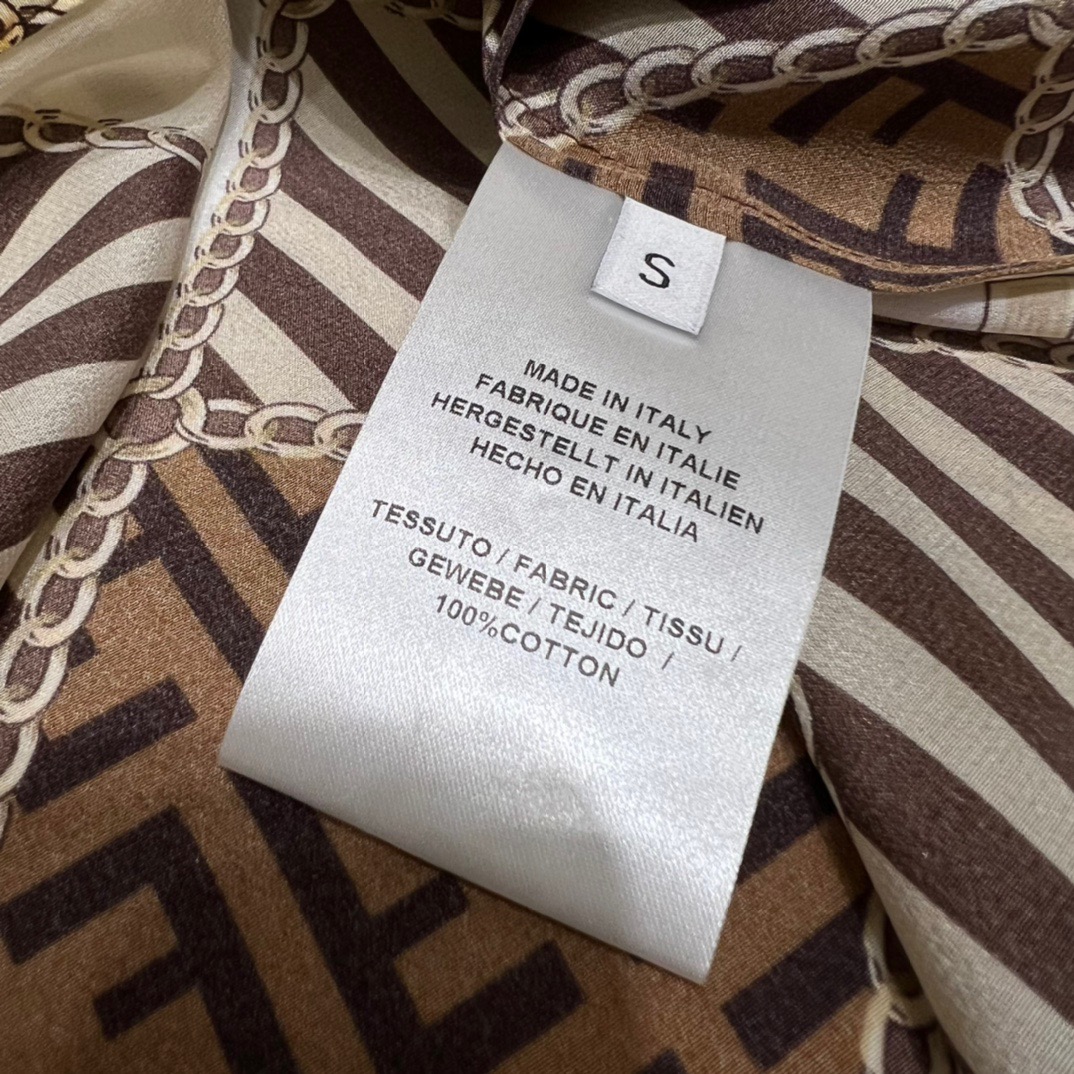 S
MADE IN ITALY
FABRIQUE EN ITALIE
HERGESTELLT IN ITALIEN
HECHO EN ITALIA
TESSUTO / FABRIC / TISSU /
GEWEBE / TEJIDO /
100%COTTON